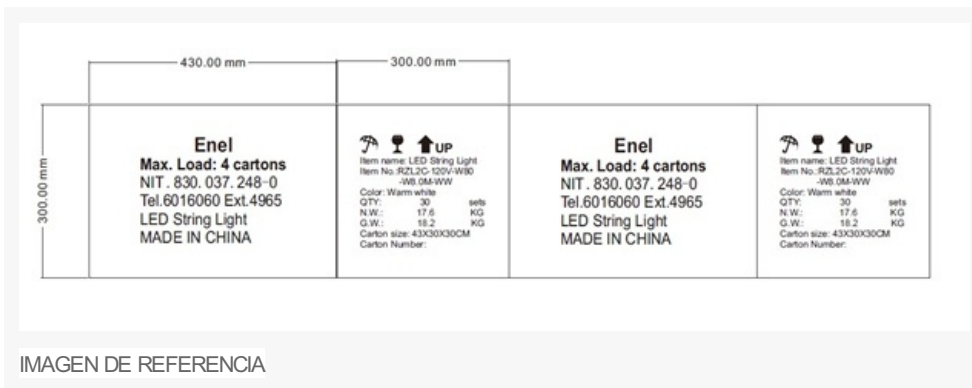 430.00 mm
300.00 mm
300.00 mm
Enel
Max. Load: 4 cartons
NIT. 830. 037. 248-0
Tel.6016060 Ext.4965
LED String Light
MADE IN CHINA
UP
Item name: LED String Light
Item No.:RZL2C-120V-W80
-W8.0M-WW
Color: Warm white
QTY: 30 sets
N.W.: 17.6 KG
G.W.: 18.2 KG
Carton size: 43X30X30CM
Carton Number:
Enel
Max. Load: 4 cartons
NIT. 830. 037. 248-0
Tel.6016060 Ext.4965
LED String Light
MADE IN CHINA
UP
Item name: LED String Light
Item No.:RZL2C-120V-W80
-W8.0M-WW
Color: Warm white
QTY: 30 sets
N.W.: 17.6 KG
G.W.: 18.2 KG
Carton size: 43X30X30CM
Carton Number:
IMAGEN DE REFERENCIA